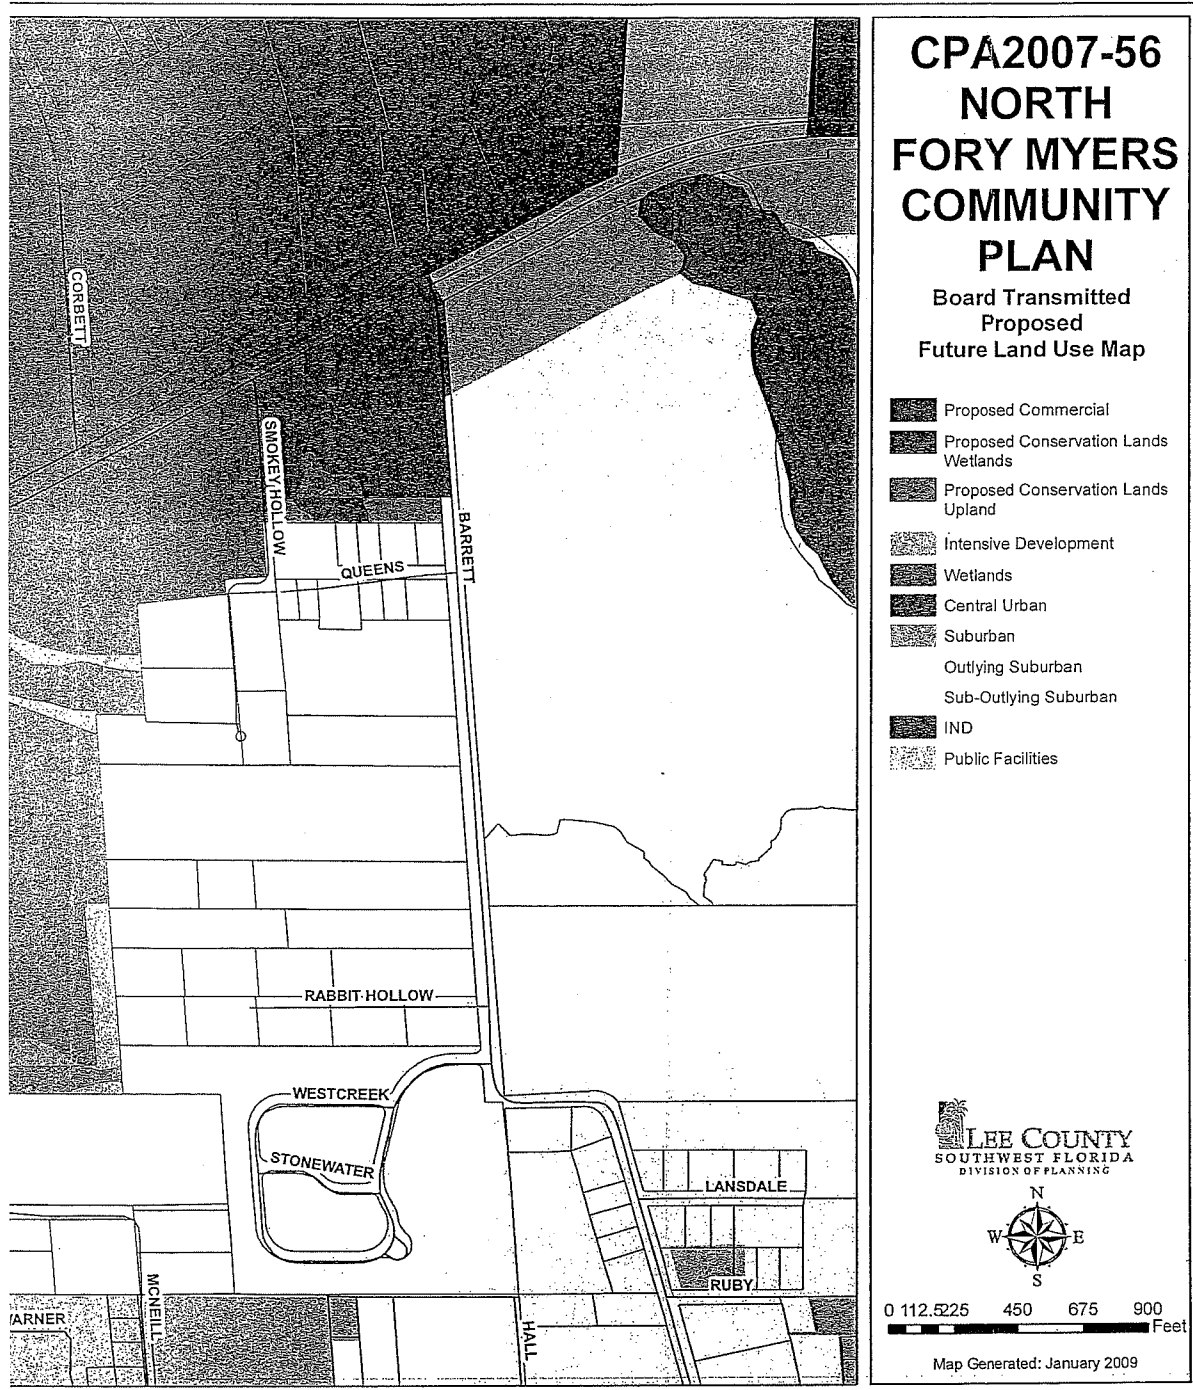 CPA2007-56
NORTH
FORY MYERS
COMMUNITY
PLAN
Board Transmitted
Proposed
Future Land Use Map
Proposed Commercial
Proposed Conservation Lands
Wetlands
Proposed Conservation Lands
Upland
Intensive Development
Wetlands
Central Urban
Suburban
Outlying Suburban
Sub-Outlying Suburban
IND
Public Facilities
LEE COUNTY
SOUTHWEST FLORIDA
DIVISION OF PLANNING
N
W E
S
0 112.5225 450 675 900
Feet
Map Generated: January 2009
CORBETT
SMOKEY HOLLOW
BARRETT
QUEENS
RABBIT HOLLOW
WESTCREEK
STONEWATER
LANSDALE
RUBY
MCNEILL
ARNER
HALL